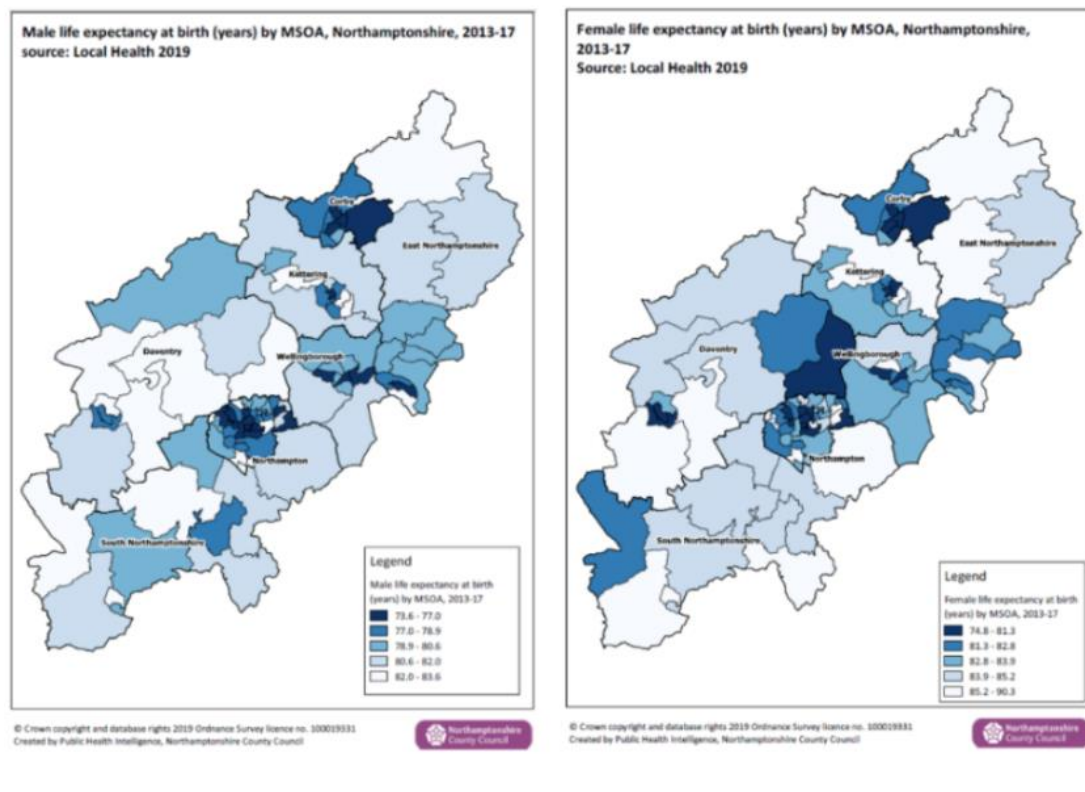 Male life expectancy at birth (years) by MSOA, Northamptonshire, 2013-17
source: Local Health 2019
Corby
East Northamptonshire
Kettering
Daventry
Wellingborough
Northampton
South Northamptonshire
Legend
Male life expectancy at birth
(years) by MSOA, 2013-17
73.6 - 77.0
77.0 - 78.9
78.9 - 80.6
80.6 - 82.0
82.0 - 83.6
© Crown copyright and database rights 2019 Ordnance Survey licence no. 100019331
Created by Public Health Intelligence, Northamptonshire County Council
Northamptonshire
County Council
Female life expectancy at birth (years) by MSOA, Northamptonshire,
2013-17
Source: Local Health 2019
Corby
East Northamptonshire
Kettering
Daventry
Wellingborough
Northampton
South Northamptonshire
Legend
Female life expectancy at birth
(years) by MSOA, 2013-17
74.8 - 81.3
81.3 - 82.8
82.8 - 83.9
83.9 - 85.2
85.2 - 90.3
© Crown copyright and database rights 2019 Ordnance Survey licence no. 100019331
Created by Public Health Intelligence, Northamptonshire County Council
Northamptonshire
County Council